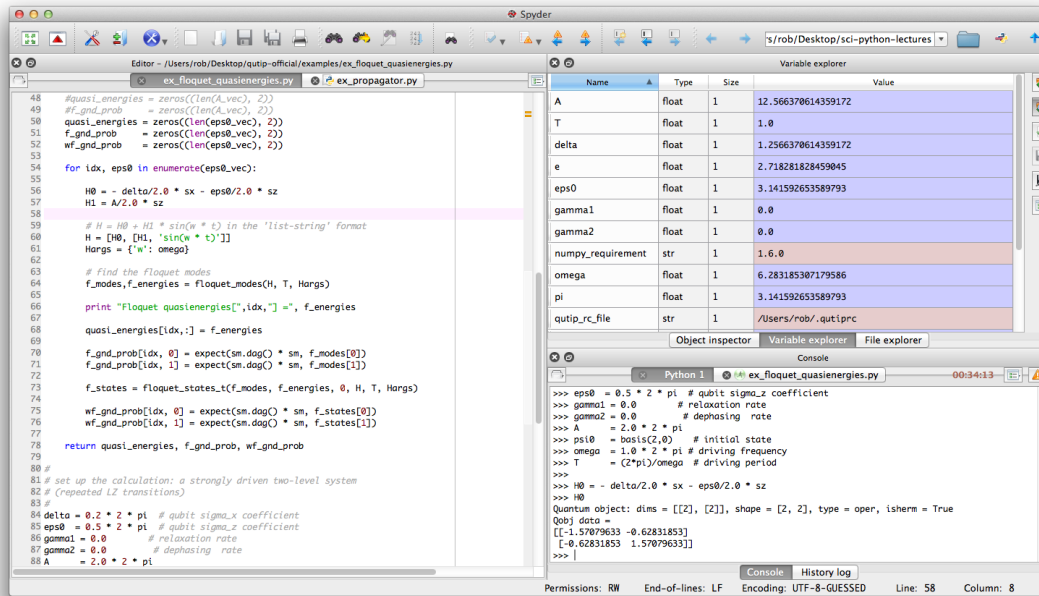 Spyder
s/rob/Desktop/sci-python-lectures
Editor - /Users/rob/Desktop/qutip-official/examples/ex_floquet_quasienergies.py
ex_floquet_quasienergies.py
ex_propagator.py
48 #quasi_energies = zeros((len(A_vec), 2))
49 #f_gnd_prob = zeros((len(A_vec), 2))
50 quasi_energies = zeros((len(eps0_vec), 2))
51 f_gnd_prob = zeros((len(eps0_vec), 2))
52 wf_gnd_prob = zeros((len(eps0_vec), 2))
53
54 for idx, eps0 in enumerate(eps0_vec):
55
56 H0 = - delta/2.0 * sx - eps0/2.0 * sz
57 H1 = A/2.0 * sz
58
59 # H = H0 + H1 * sin(w * t) in the 'list-string' format
60 H = [H0, [H1, 'sin(w * t)']]
61 Hargs = {'w': omega}
62
63 # find the floquet modes
64 f_modes,f_energies = floquet_modes(H, T, Hargs)
65
66 print "Floquet quasienergies[",idx,"] =", f_energies
67
68 quasi_energies[idx,:] = f_energies
69
70 f_gnd_prob[idx, 0] = expect(sm.dag() * sm, f_modes[0])
71 f_gnd_prob[idx, 1] = expect(sm.dag() * sm, f_modes[1])
72
73 f_states = floquet_states_t(f_modes, f_energies, 0, H, T, Hargs)
74
75 wf_gnd_prob[idx, 0] = expect(sm.dag() * sm, f_states[0])
76 wf_gnd_prob[idx, 1] = expect(sm.dag() * sm, f_states[1])
77
78 return quasi_energies, f_gnd_prob, wf_gnd_prob
79
80 #
81 # set up the calculation: a strongly driven two-level system
82 # (repeated LZ transitions)
83 #
84 delta = 0.2 * 2 * pi # qubit sigma_x coefficient
85 eps0 = 0.5 * 2 * pi # qubit sigma_z coefficient
86 gamma1 = 0.0 # relaxation rate
87 gamma2 = 0.0 # dephasing rate
88 A = 2.0 * 2 * pi
Variable explorer
Name Type Size Value
A float 1 12.566370614359172
T float 1 1.0
delta float 1 1.2566370614359172
e float 1 2.718281828459045
eps0 float 1 3.141592653589793
gamma1 float 1 0.0
gamma2 float 1 0.0
numpy_requirement str 1 1.6.0
omega float 1 6.283185307179586
pi float 1 3.141592653589793
qutip_rc_file str 1 /Users/rob/.qutiprc
Object inspector Variable explorer File explorer
Console
Python 1 ex_floquet_quasienergies.py 00:34:13
>>> eps0 = 0.5 * 2 * pi # qubit sigma_z coefficient
>>> gamma1 = 0.0 # relaxation rate
>>> gamma2 = 0.0 # dephasing rate
>>> A = 2.0 * 2 * pi
>>> psi0 = basis(2,0) # initial state
>>> omega = 1.0 * 2 * pi # driving frequency
>>> T = (2*pi)/omega # driving period
>>>
>>> H0 = - delta/2.0 * sx - eps0/2.0 * sz
>>> H0
Quantum object: dims = [[2], [2]], shape = [2, 2], type = oper, isherm = True
Qobj data =
[[-1.57079633 -0.62831853]
[-0.62831853 1.57079633]]
>>>
Console History log
Permissions: RW End-of-lines: LF Encoding: UTF-8-GUESSED Line: 58 Column: 8